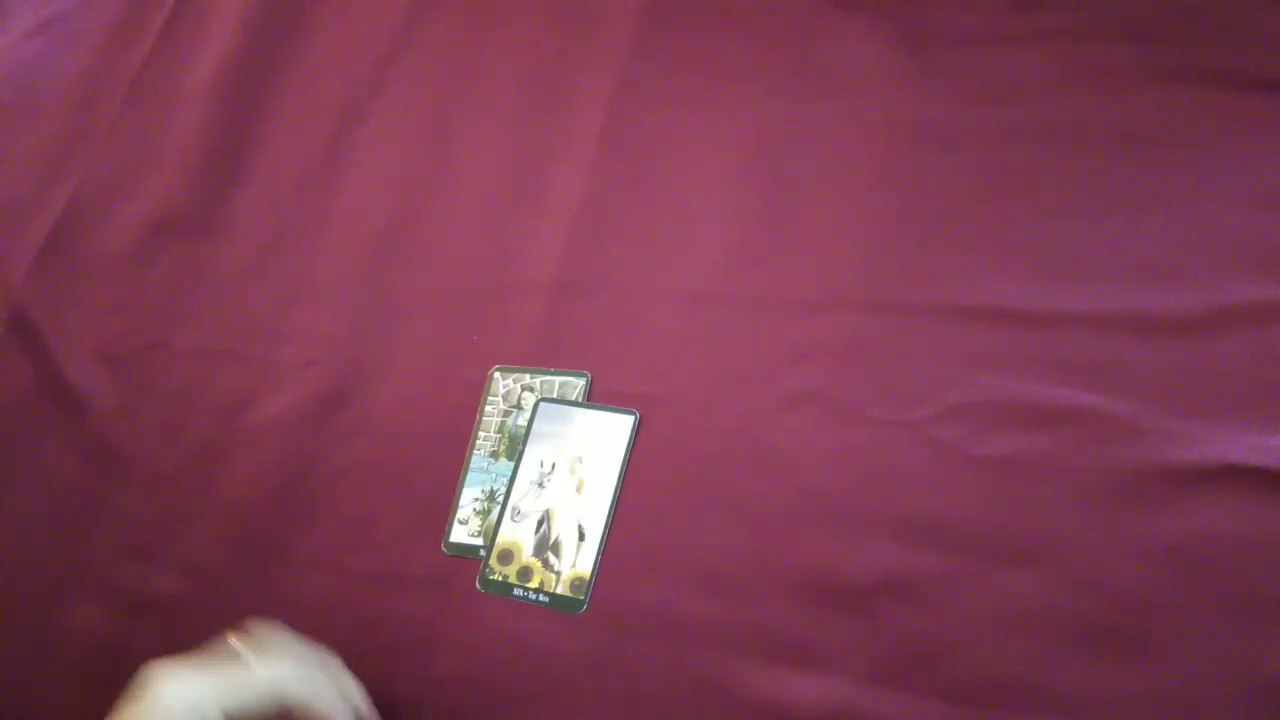 XIX • The Sun